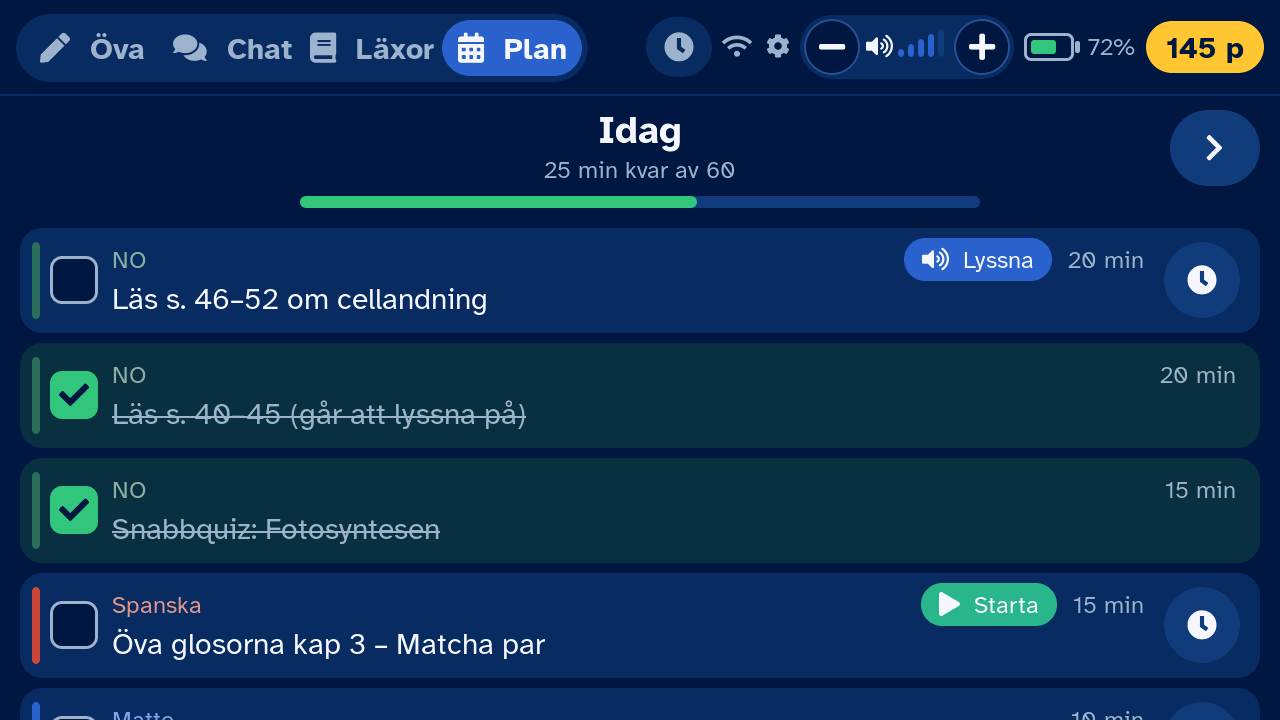 Öva Chat Läxor Plan 72% 145 p
Idag
25 min kvar av 60
NO Lyssna 20 min
Läs s. 46–52 om cellandning
NO 20 min
Läs s. 40–45 (går att lyssna på)
NO 15 min
Snabbquiz: Fotosyntesen
Spanska Starta 15 min
Öva glosorna kap 3 – Matcha par
Matte 10 min